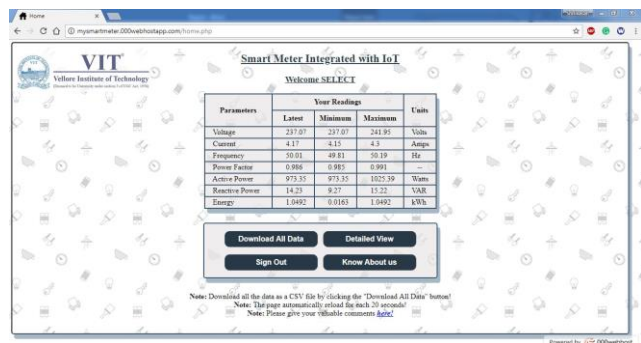 Home
mysmartmeter.000webhostapp.com/home.php
VIT
Vellore Institute of Technology
Smart Meter Integrated with IoT
Welcome SELECT
Parameters Your Readings Units
Latest Minimum Maximum
Voltage 237.07 237.07 241.95 Volts
Current 4.17 4.15 4.3 Amps
Frequency 50.01 49.81 50.19 Hz
Power Factor 0.986 0.985 0.991 --
Active Power 973.35 973.35 1025.39 Watts
Reactive Power 14.23 9.27 15.22 VAR
Energy 1.0492 0.0163 1.0492 kWh
Download All Data Detailed View
Sign Out Know About us
Note: Download all the data as a CSV file by clicking the "Download All Data" button!
Note: The page automatically reload for each 20 seconds!
Note: Please give your valuable comments here!
Powered by 000webhost